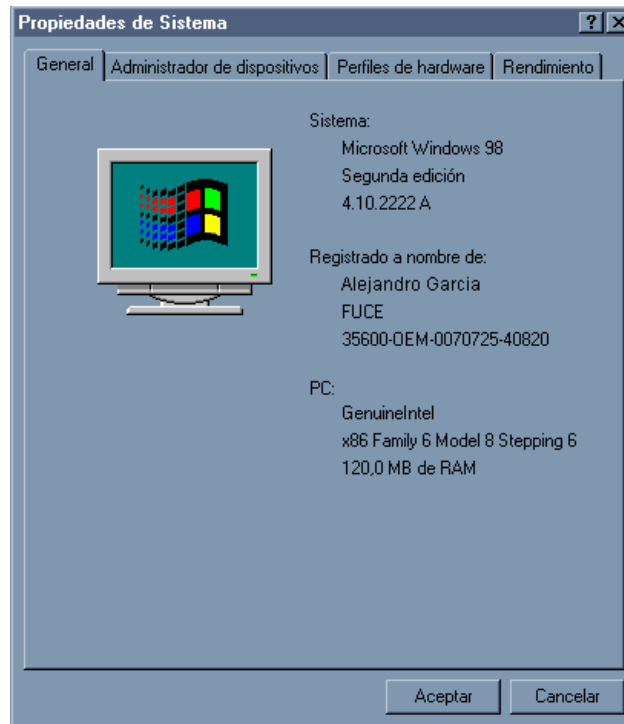 Propiedades de Sistema
General
Administrador de dispositivos
Perfiles de hardware
Rendimiento
Sistema:
Microsoft Windows 98
Segunda edición
4.10.2222 A
Registrado a nombre de:
Alejandro Garcia
FUCE
35600-OEM-0070725-40820
PC:
GenuineIntel
x86 Family 6 Model 8 Stepping 6
120,0 MB de RAM
Aceptar
Cancelar